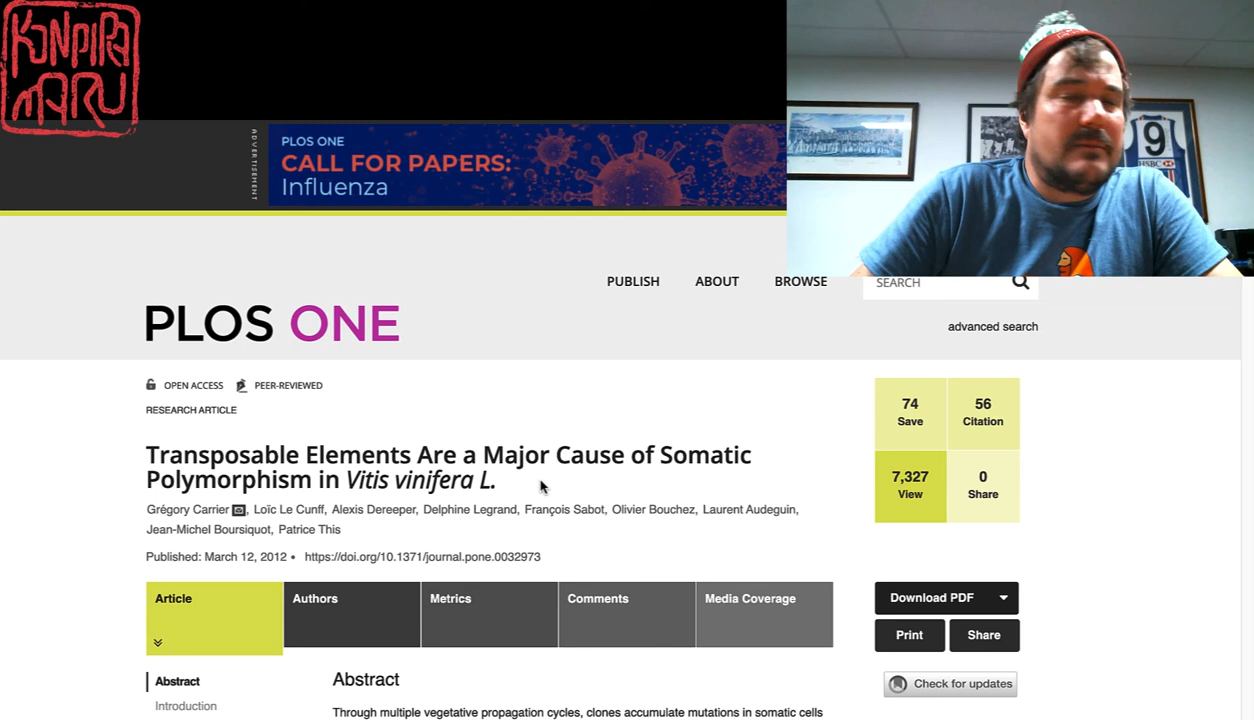 KONPIRA
MARU
ADVERTISEMENT
PLOS ONE
CALL FOR PAPERS:
Influenza
9
HSBC
PUBLISH ABOUT BROWSE
SEARCH
advanced search
PLOS ONE
OPEN ACCESS PEER-REVIEWED
RESEARCH ARTICLE
74
Save
56
Citation
7,327
View
0
Share
Transposable Elements Are a Major Cause of Somatic
Polymorphism in Vitis vinifera L.
Grégory Carrier, Loïc Le Cunff, Alexis Dereeper, Delphine Legrand, François Sabot, Olivier Bouchez, Laurent Audeguin,
Jean-Michel Boursiquot, Patrice This
Published: March 12, 2012 • https://doi.org/10.1371/journal.pone.0032973
Article Authors Metrics Comments Media Coverage
Download PDF
Print Share
Check for updates
Abstract
Introduction
Abstract
Through multiple vegetative propagation cycles, clones accumulate mutations in somatic cells